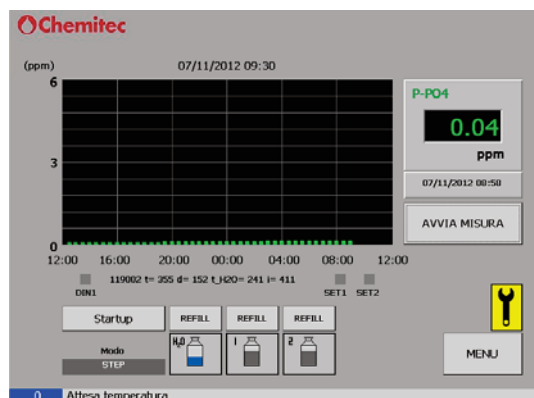 Chemitec
(ppm) 07/11/2012 09:30
6
3
0
12:00 16:00 20:00 00:00 04:00 08:00 12:00
P-PO4
0.04
ppm
07/11/2012 08:50
AVVIA MISURA
119002 t= 355 d= 152 t_H2O= 241 i= 411
DIN1 SET1 SET2
Startup REFILL REFILL REFILL
Modo
STEP
H2O 1 2
MENU
0 Attesa temperatura